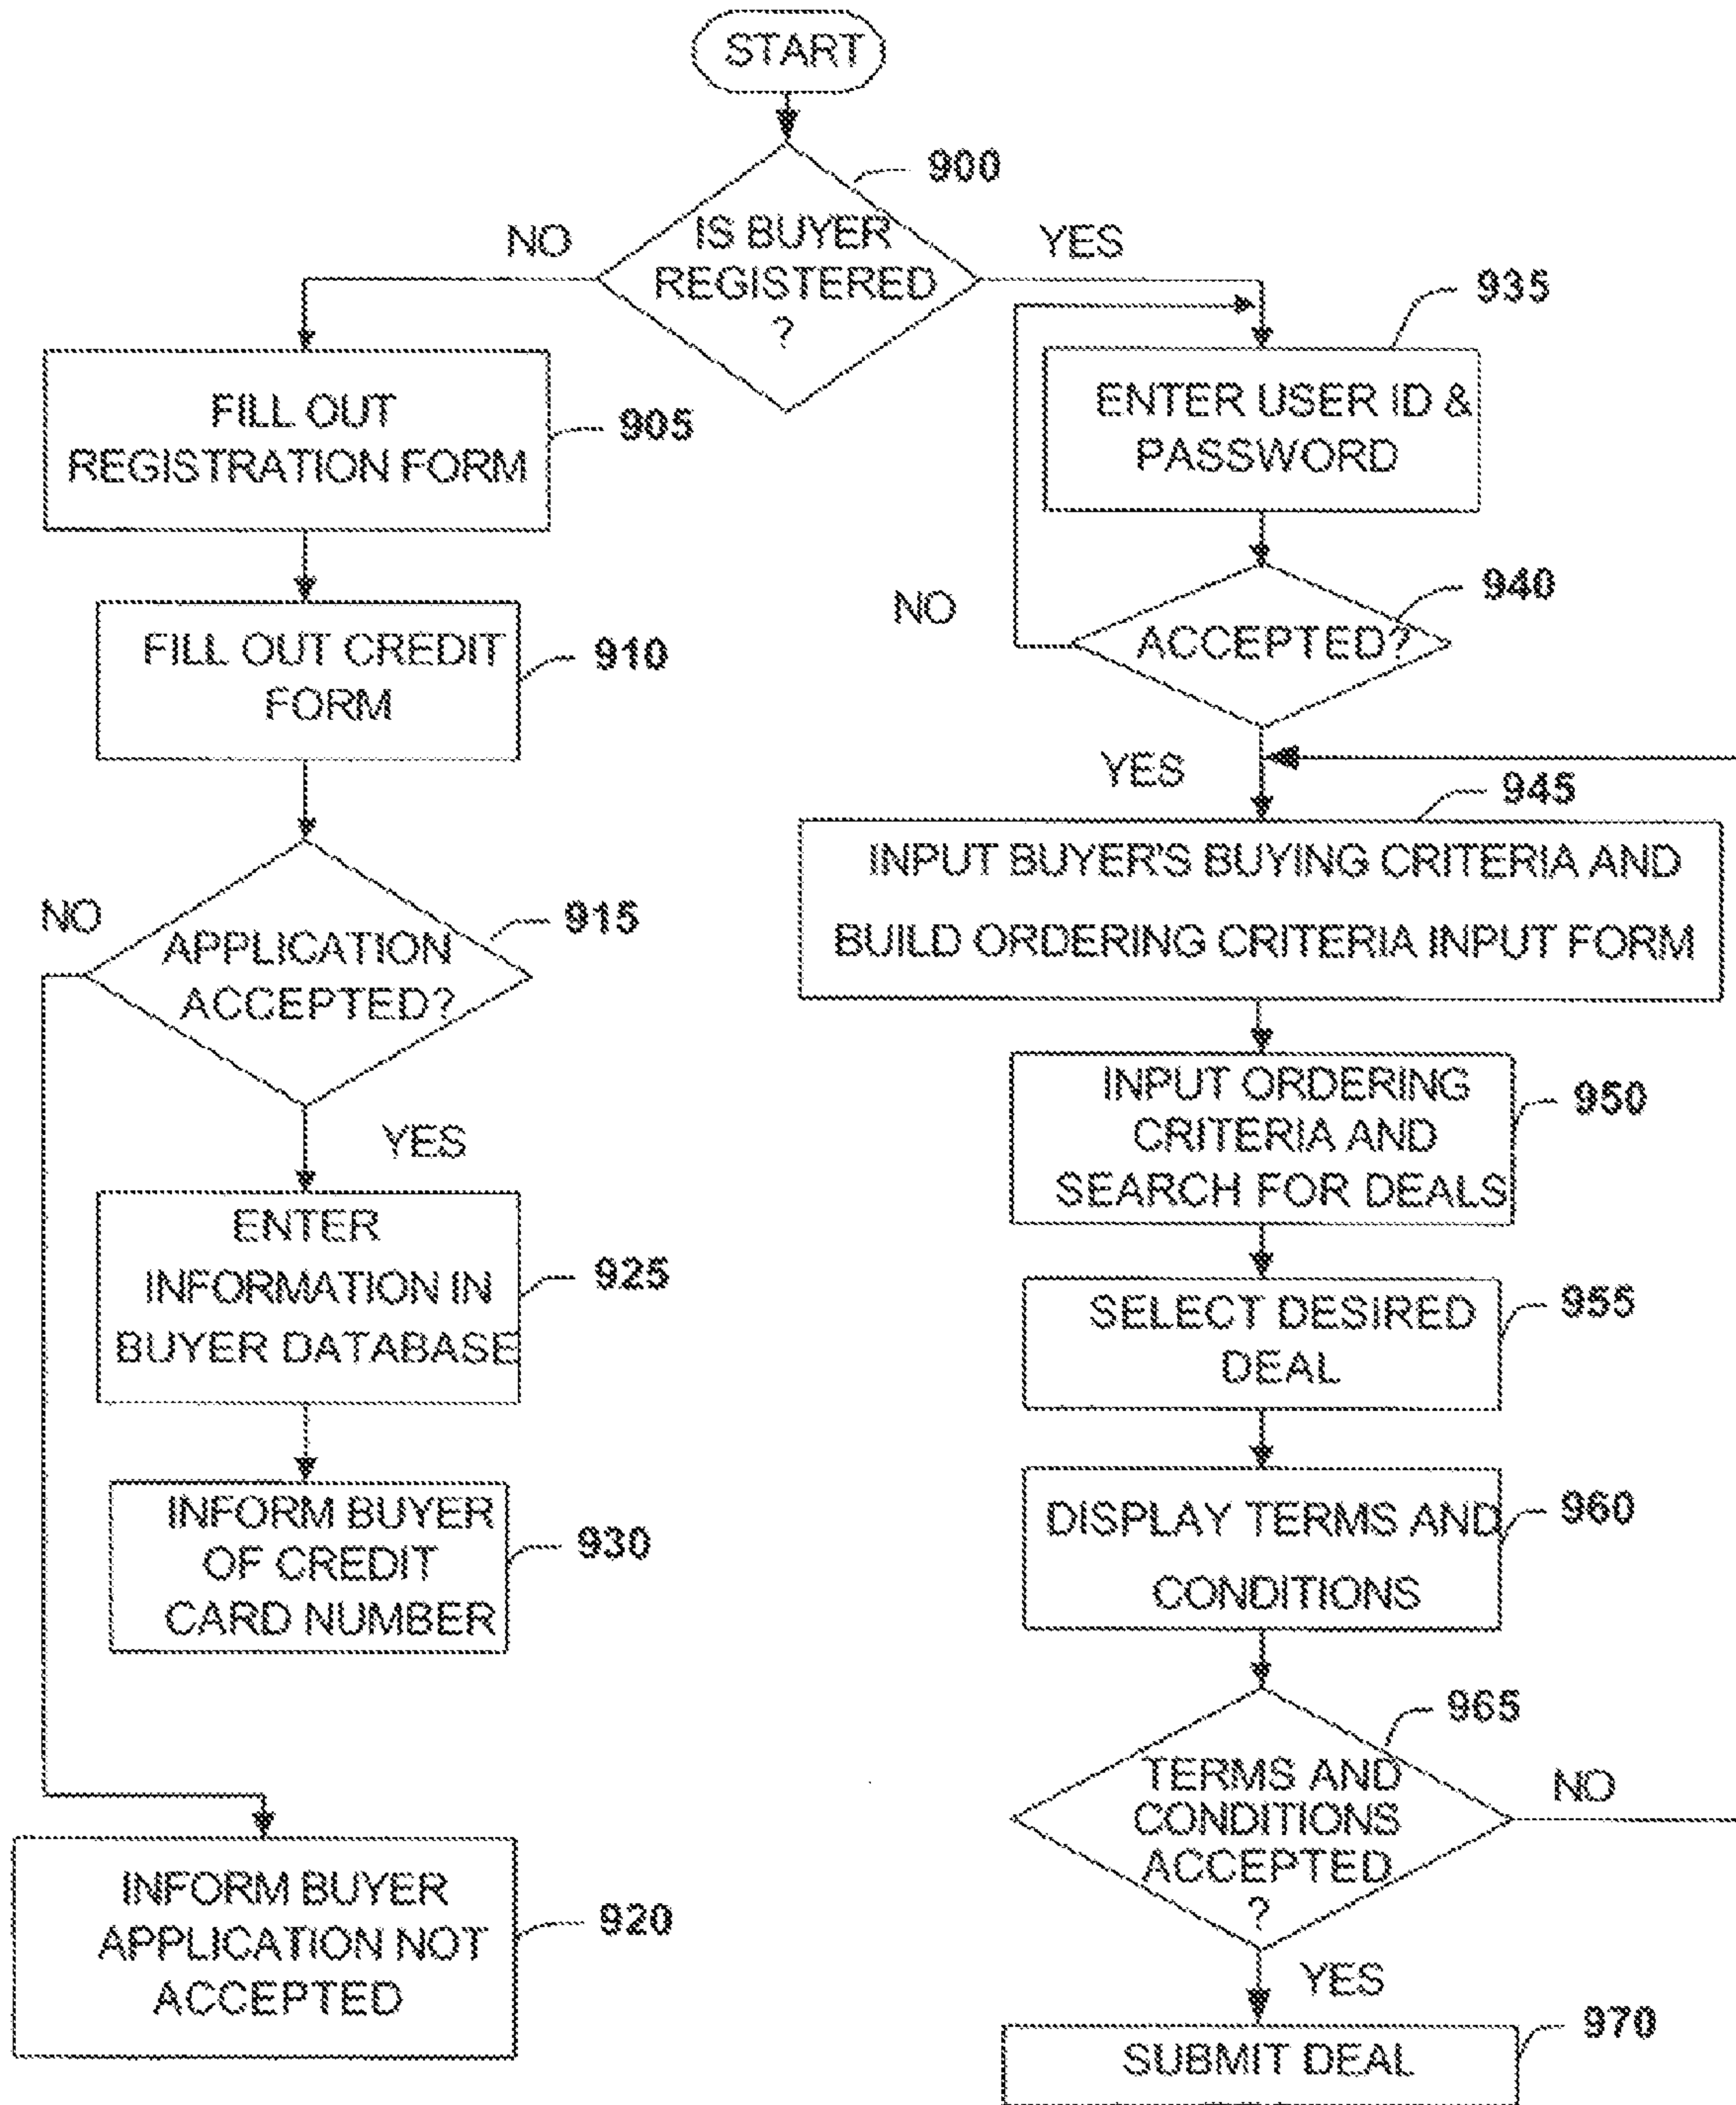 START
900
IS BUYER
REGISTERED
?
NO
YES
FILL OUT
REGISTRATION FORM
905
FILL OUT CREDIT
FORM
910
APPLICATION
ACCEPTED?
915
NO
YES
ENTER
INFORMATION IN
BUYER DATABASE
925
INFORM BUYER
OF CREDIT
CARD NUMBER
930
INFORM BUYER
APPLICATION NOT
ACCEPTED
920
935
ENTER USER ID &
PASSWORD
940
ACCEPTED?
NO
YES
945
INPUT BUYER'S BUYING CRITERIA AND
BUILD ORDERING CRITERIA INPUT FORM
INPUT ORDERING
CRITERIA AND
SEARCH FOR DEALS
950
SELECT DESIRED
DEAL
955
DISPLAY TERMS AND
CONDITIONS
960
965
TERMS AND
CONDITIONS
ACCEPTED
?
NO
YES
970
SUBMIT DEAL